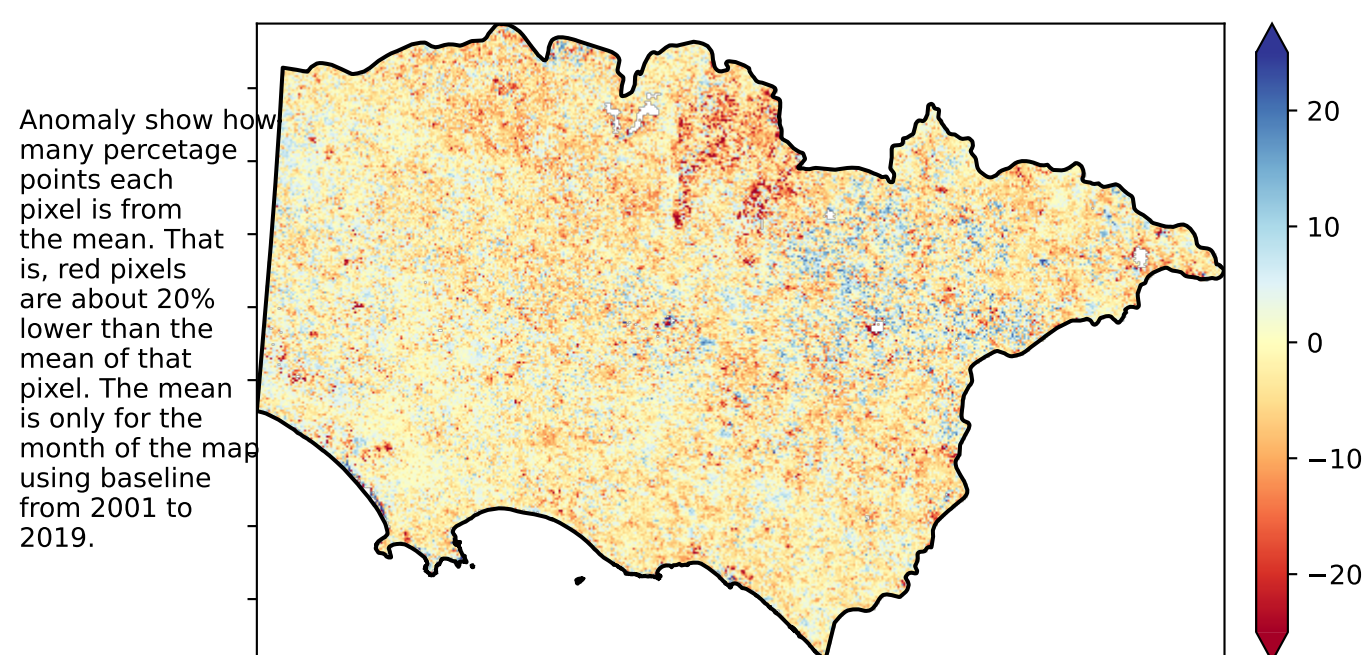 Anomaly show how
many percetage
points each
pixel is from
the mean. That
is, red pixels
are about 20%
lower than the
mean of that
pixel. The mean
is only for the
month of the map
using baseline
from 2001 to
2019.
20
10
0
−10
−20